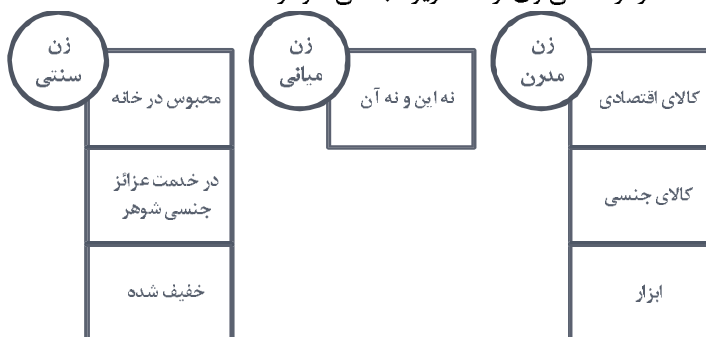 زن
مدرن
کالای اقتصادی
کالای جنسی
ابزار
زن
میانی
نه این و نه آن
زن
سنتی
محبوس در خانه
در خدمت عزائز
جنسی شوهر
خفیف شده